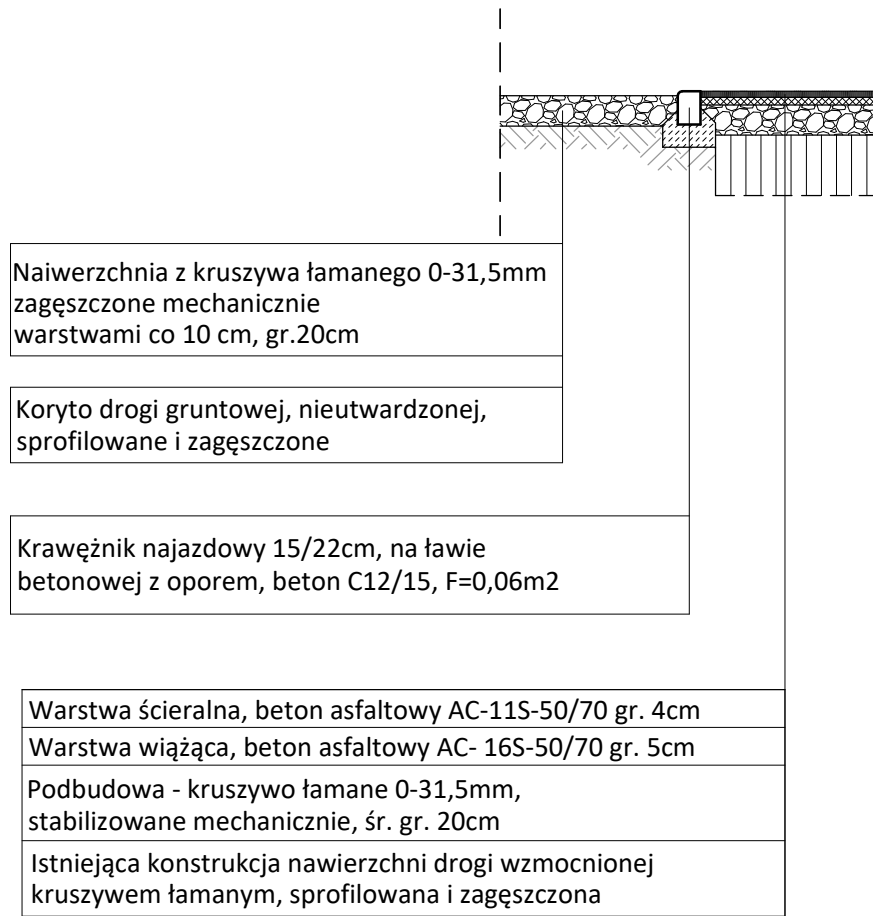 Naiwerzchnia z kruszywa łamanego 0-31,5mm
zagęszczone mechanicznie
warstwami co 10 cm, gr.20cm
Koryto drogi gruntowej, nieutwardzonej,
sprofilowane i zagęszczone
Krawężnik najazdowy 15/22cm, na ławie
betonowej z oporem, beton C12/15, F=0,06m2
Warstwa ścieralna, beton asfaltowy AC-11S-50/70 gr. 4cm
Warstwa wiążąca, beton asfaltowy AC- 16S-50/70 gr. 5cm
Podbudowa - kruszywo łamane 0-31,5mm,
stabilizowane mechanicznie, śr. gr. 20cm
Istniejąca konstrukcja nawierzchni drogi wzmocnionej
kruszywem łamanym, sprofilowana i zagęszczona